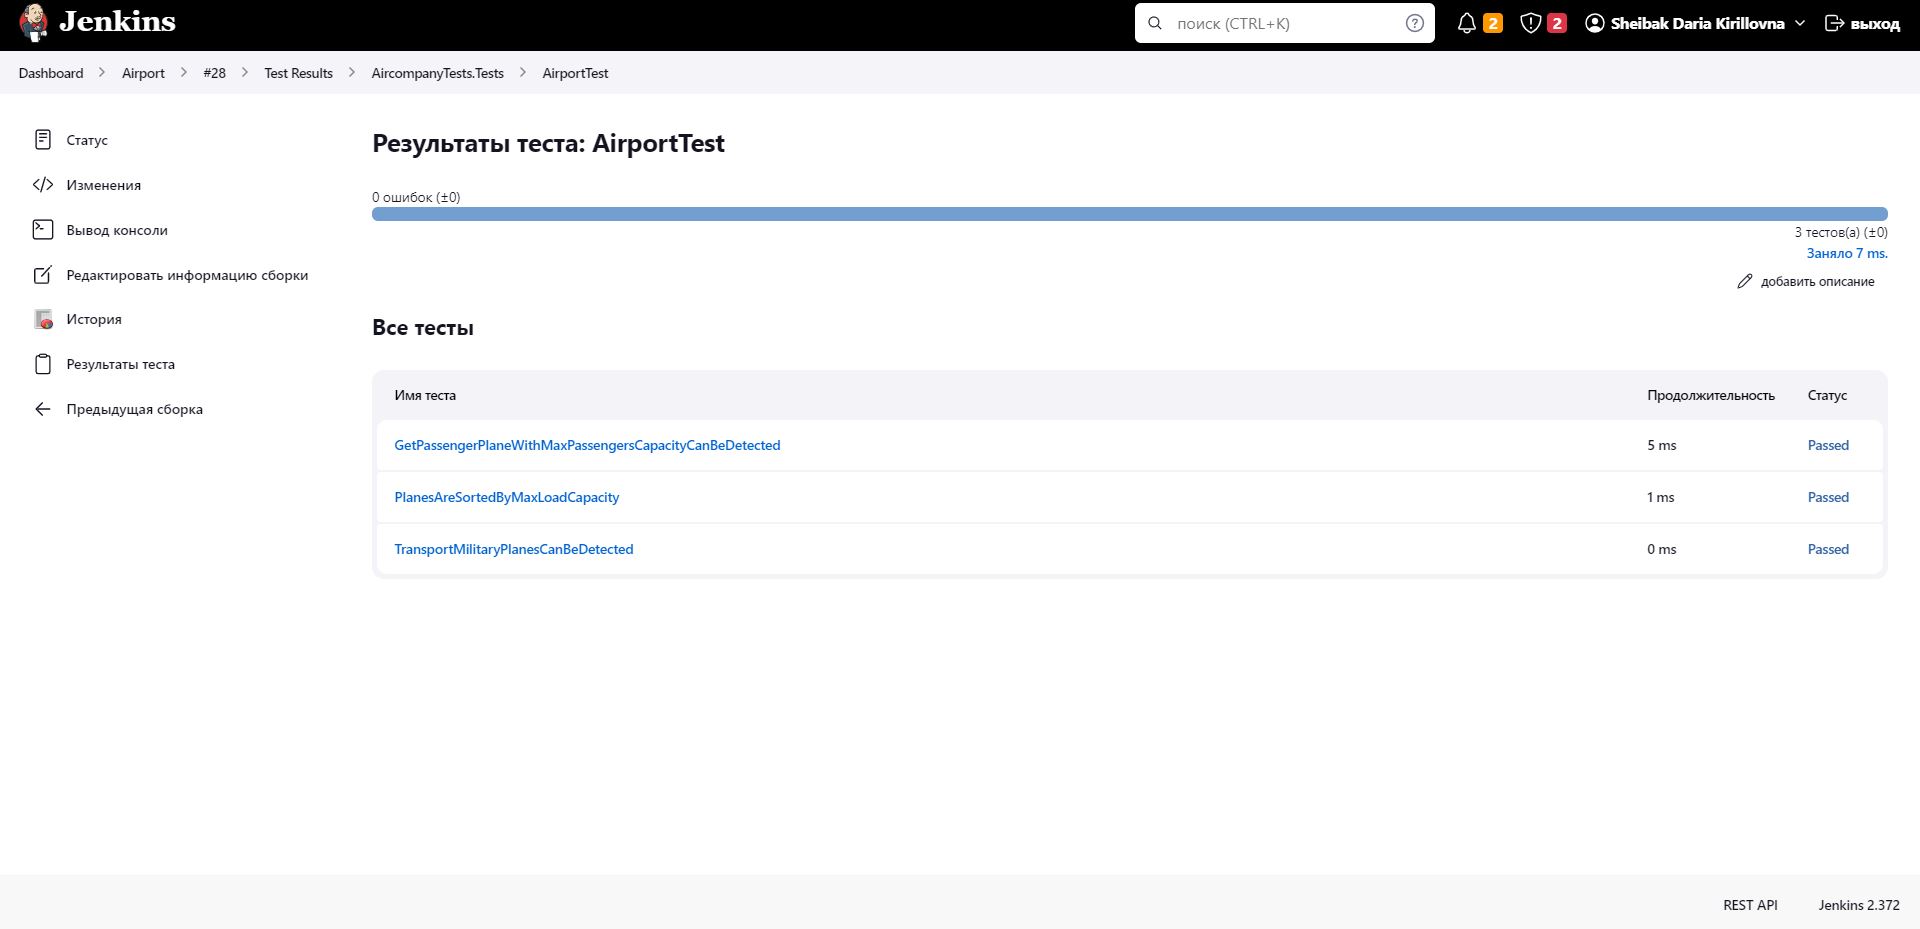 Jenkins
поиск (CTRL+K)
2
2
Sheibak Daria Kirillovna
выход
Dashboard
Airport
#28
Test Results
AircompanyTests.Tests
AirportTest
Статус
Изменения
Вывод консоли
Редактировать информацию сборки
История
Результаты теста
Предыдущая сборка
Результаты теста: AirportTest
0 ошибок (±0)
3 тестов(а) (±0)
Заняло 7 ms.
добавить описание
Все тесты
Имя теста Продолжительность Статус
GetPassengerPlaneWithMaxPassengersCapacityCanBeDetected 5 ms Passed
PlanesAreSortedByMaxLoadCapacity 1 ms Passed
TransportMilitaryPlanesCanBeDetected 0 ms Passed
REST API Jenkins 2.372